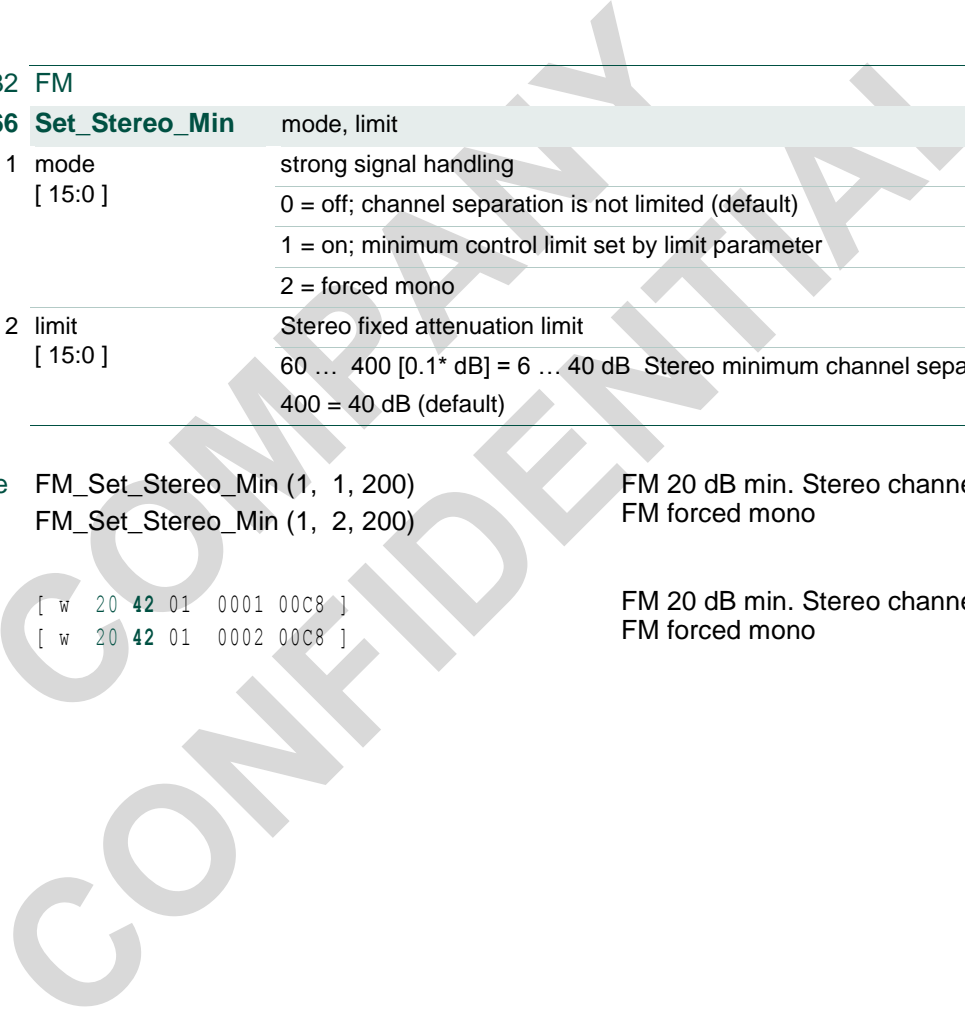 32 FM
66 Set_Stereo_Min mode, limit
1 mode strong signal handling
[ 15:0 ]
0 = off; channel separation is not limited (default)
1 = on; minimum control limit set by limit parameter
2 = forced mono
2 limit Stereo fixed attenuation limit
[ 15:0 ]
60 … 400 [0.1* dB] = 6 … 40 dB Stereo minimum channel
400 = 40 dB (default)
FM_Set_Stereo_Min (1, 1, 200) FM 20 dB min. Stereo
FM_Set_Stereo_Min (1, 2, 200) FM forced mono
[ w 20 42 01 0001 00C8 ] FM 20 dB min. Stereo
[ w 20 42 01 0002 00C8 ] FM forced mono
COMPANY
CONFIDENTIAL